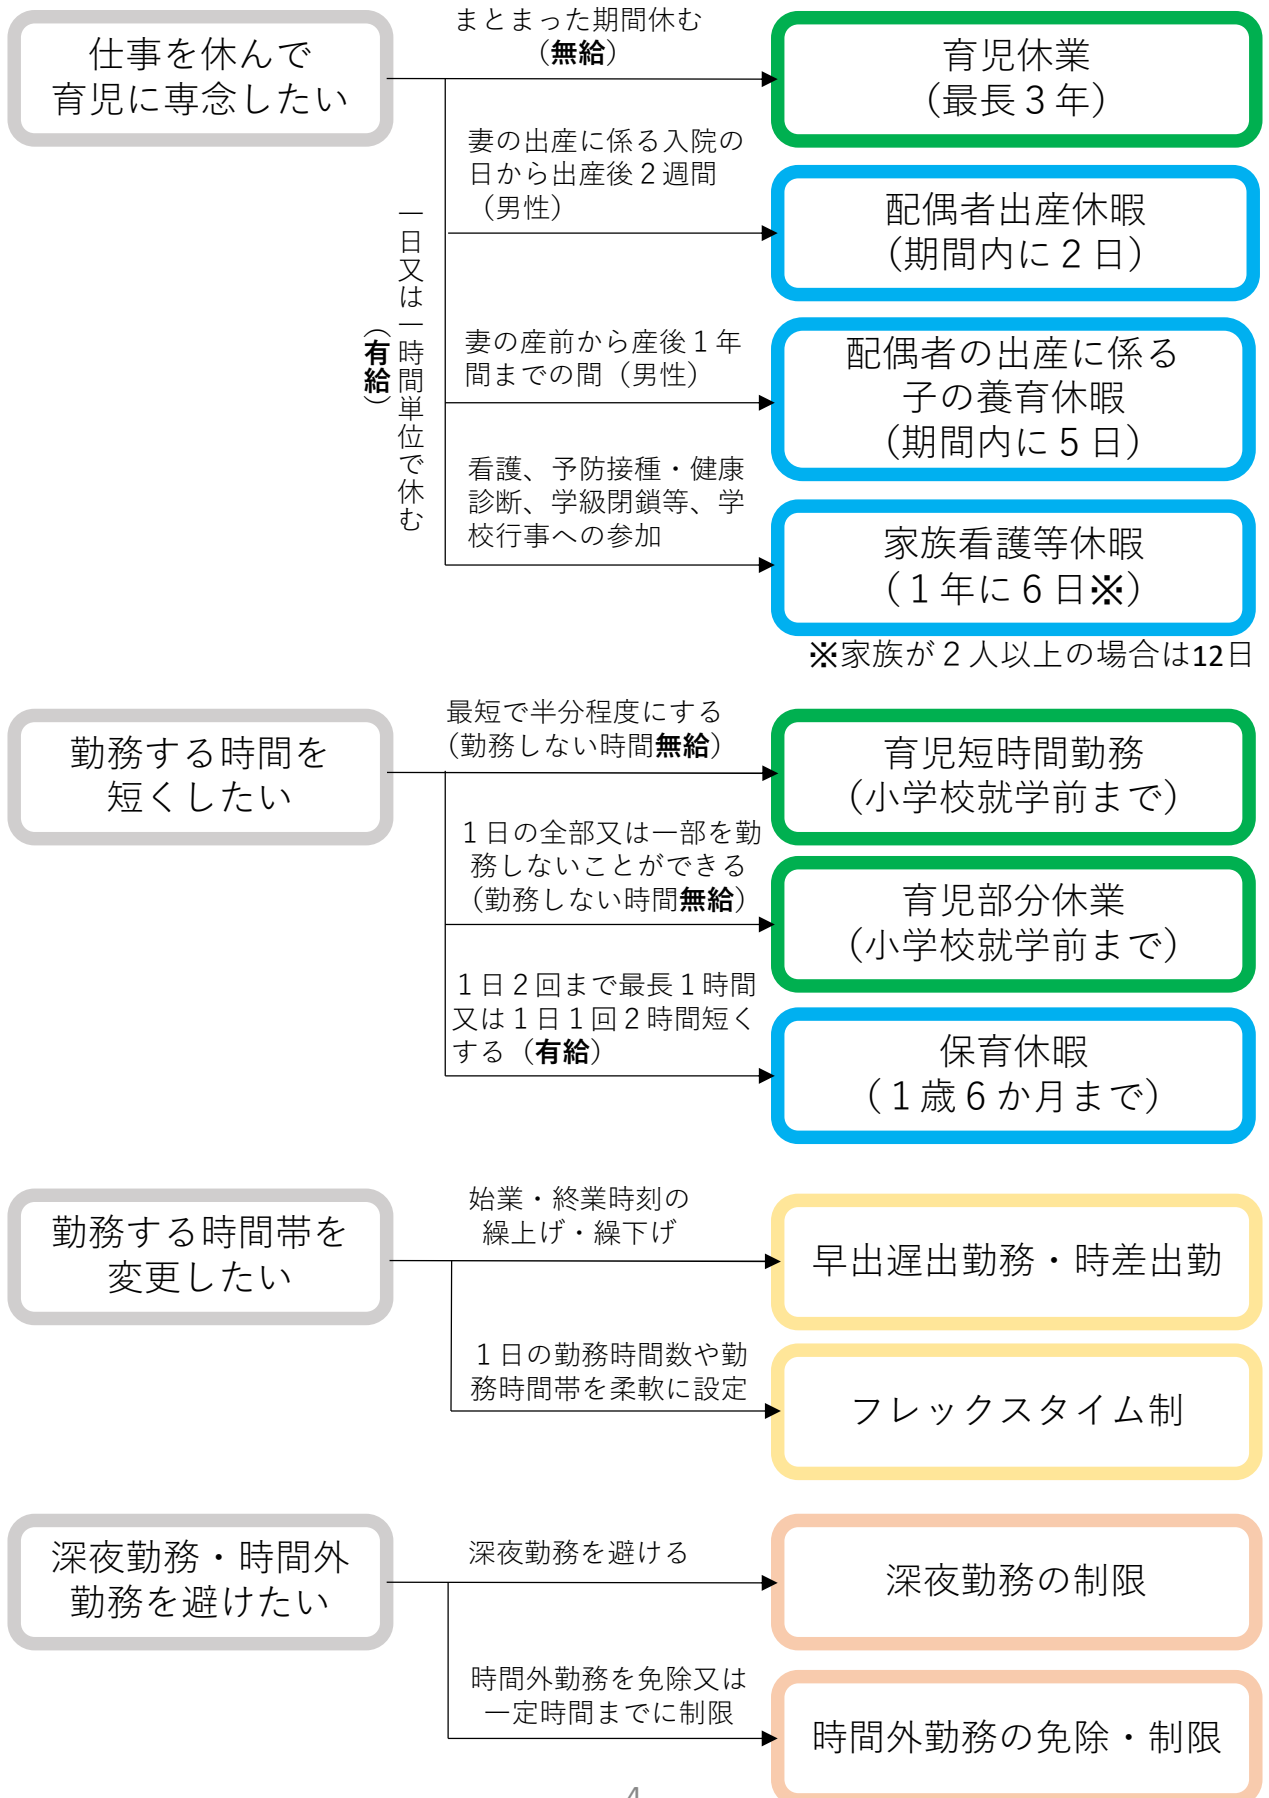 仕事を休んで
育児に専念したい
まとまった期間休む
（無給）
育児休業
（最長３年）
一日又は一時間単位で休む
（有給）
妻の出産に係る入院の
日から出産後２週間
（男性）
配偶者出産休暇
（期間内に２日）
妻の産前から産後１年
間までの間（男性）
配偶者の出産に係る
子の養育休暇
（期間内に５日）
看護、予防接種・健康
診断、学級閉鎖等、学
校行事への参加
家族看護等休暇
（１年に６日※）
※家族が２人以上の場合は12日
勤務する時間を
短くしたい
最短で半分程度にする
（勤務しない時間無給）
育児短時間勤務
（小学校就学前まで）
１日の全部又は一部を勤
務しないことができる
（勤務しない時間無給）
育児部分休業
（小学校就学前まで）
１日２回まで最長１時間
又は１日１回２時間短く
する（有給）
保育休暇
（１歳６か月まで）
勤務する時間帯を
変更したい
始業・終業時刻の
繰上げ・繰下げ
早出遅出勤務・時差出勤
１日の勤務時間数や勤
務時間帯を柔軟に設定
フレックスタイム制
深夜勤務・時間外
勤務を避けたい
深夜勤務を避ける
深夜勤務の制限
時間外勤務を免除又は
一定時間までに制限
時間外勤務の免除・制限
4